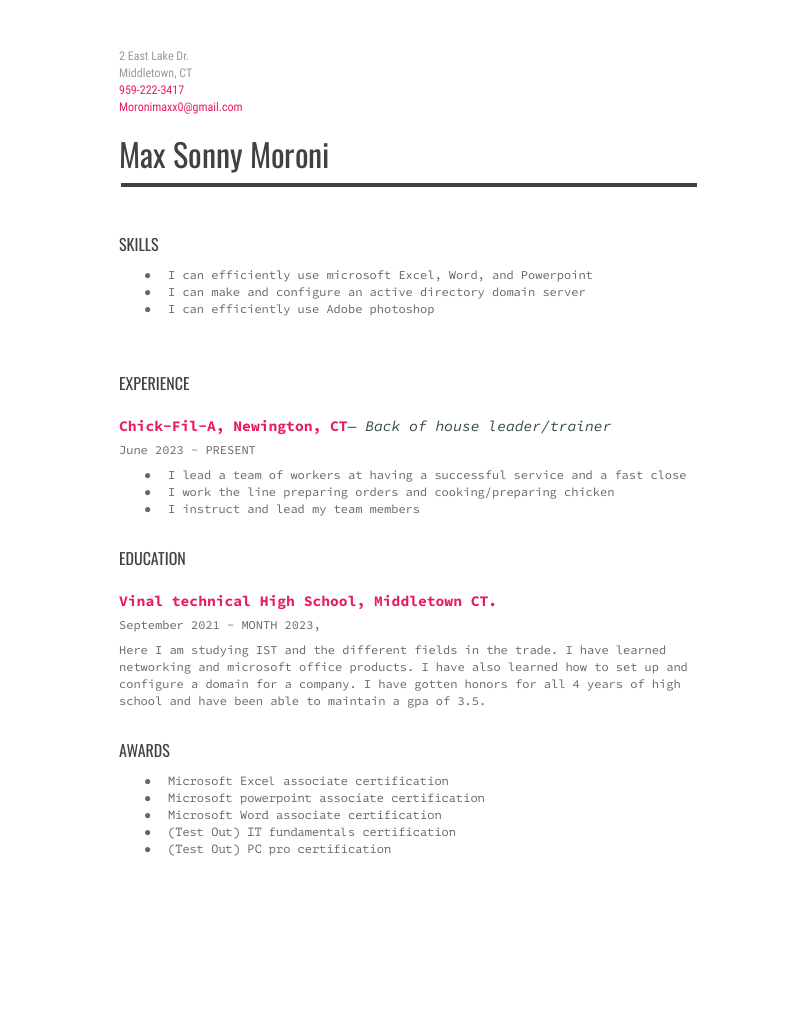 2 East Lake Dr.
Middletown, CT
959-222-3417
Moronimaxx0@gmail.com
Max Sonny Moroni
SKILLS
● I can efficiently use microsoft Excel, Word, and Powerpoint
● I can make and configure an active directory domain server
● I can efficiently use Adobe photoshop
EXPERIENCE
Chick-Fil-A, Newington, CT— Back of house leader/trainer
June 2023 - PRESENT
● I lead a team of workers at having a successful service and a fast close
● I work the line preparing orders and cooking/preparing chicken
● I instruct and lead my team members
EDUCATION
Vinal technical High School, Middletown CT.
September 2021 - MONTH 2023,
Here I am studying IST and the different fields in the trade. I have learned
networking and microsoft office products. I have also learned how to set up and
configure a domain for a company. I have gotten honors for all 4 years of high
school and have been able to maintain a gpa of 3.5.
AWARDS
● Microsoft Excel associate certification
● Microsoft powerpoint associate certification
● Microsoft Word associate certification
● (Test Out) IT fundamentals certification
● (Test Out) PC pro certification